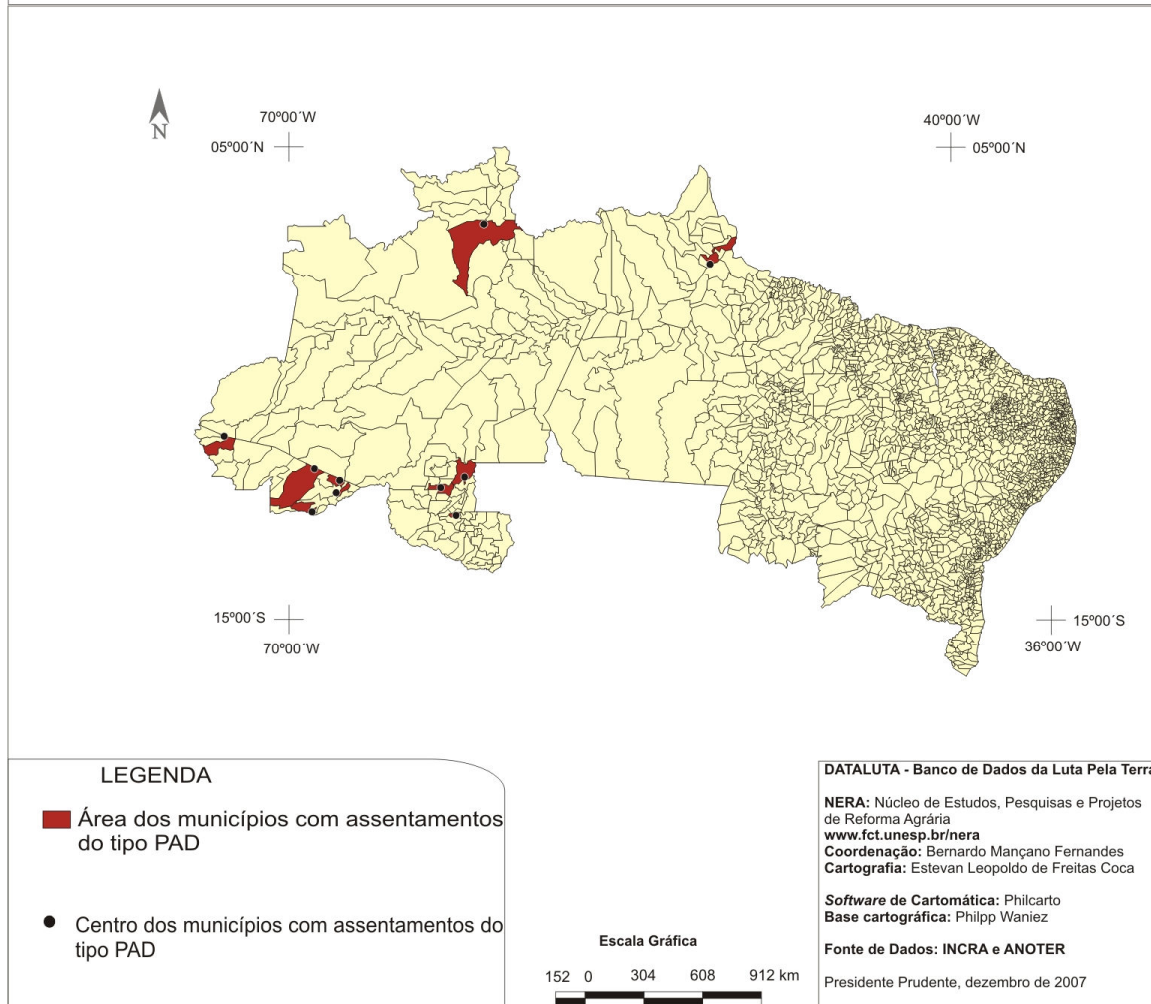 70º00´W
40º00´W
05º00´N
05º00´N
N
15º00´S
15º00´S
70º00´W
36º00´W
LEGENDA
Área dos municípios com assentamentos
do tipo PAD
Centro dos municípios com assentamentos do
tipo PAD
Escala Gráfica
152 0 304 608 912 km
DATALUTA - Banco de Dados da Luta Pela Terra
NERA: Núcleo de Estudos, Pesquisas e Projetos
de Reforma Agrária
www.fct.unesp.br/nera
Coordenação: Bernardo Mançano Fernandes
Cartografia: Estevan Leopoldo de Freitas Coca
Software de Cartomática: Philcarto
Base cartográfica: Philpp Waniez
Fonte de Dados: INCRA e ANOTER
Presidente Prudente, dezembro de 2007